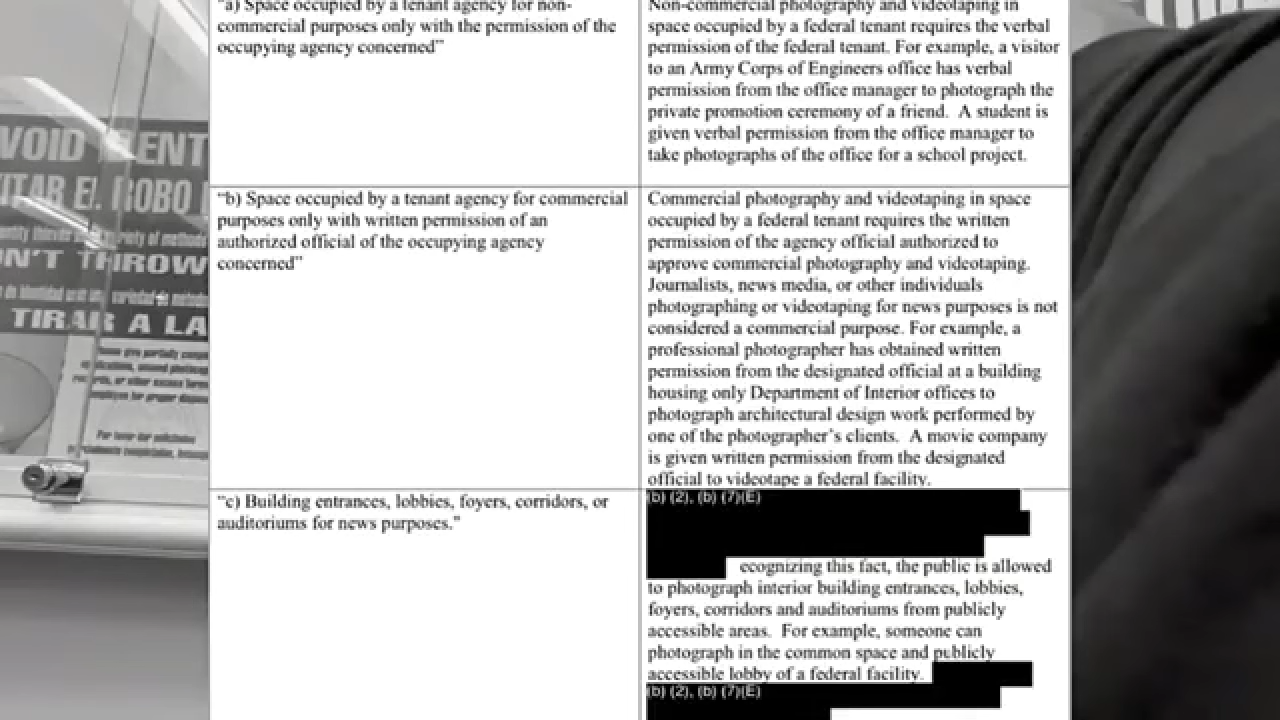 "a) Space occupied by a tenant agency for non-
commercial purposes only with the permission of the
occupying agency concerned”
Non-commercial photography and videotaping in
space occupied by a federal tenant requires the verbal
permission of the federal tenant. For example, a visitor
to an Army Corps of Engineers office has verbal
permission from the office manager to photograph the
private promotion ceremony of a friend. A student is
given verbal permission from the office manager to
take photographs of the office for a school project.
“b) Space occupied by a tenant agency for commercial
purposes only with written permission of an
authorized official of the occupying agency
concerned”
Commercial photography and videotaping in space
occupied by a federal tenant requires the written
permission of the agency official authorized to
approve commercial photography and videotaping.
Journalists, news media, or other individuals
photographing or videotaping for news purposes is not
considered a commercial purpose. For example, a
professional photographer has obtained written
permission from the designated official at a building
housing only Department of Interior offices to
photograph architectural design work performed by
one of the photographer’s clients. A movie company
is given written permission from the designated
official to videotape a federal facility.
"c) Building entrances, lobbies, foyers, corridors, or
auditoriums for news purposes."
(b) (2), (b) (7)(E)
ecognizing this fact, the public is allowed
to photograph interior building entrances, lobbies,
foyers, corridors and auditoriums from publicly
accessible areas. For example, someone can
photograph in the common space and publicly
accessible lobby of a federal facility.
(b) (2), (b) (7)(E)
VOID ENT
ITAR EL ROBO
N'T THROW
TIRAR A LA